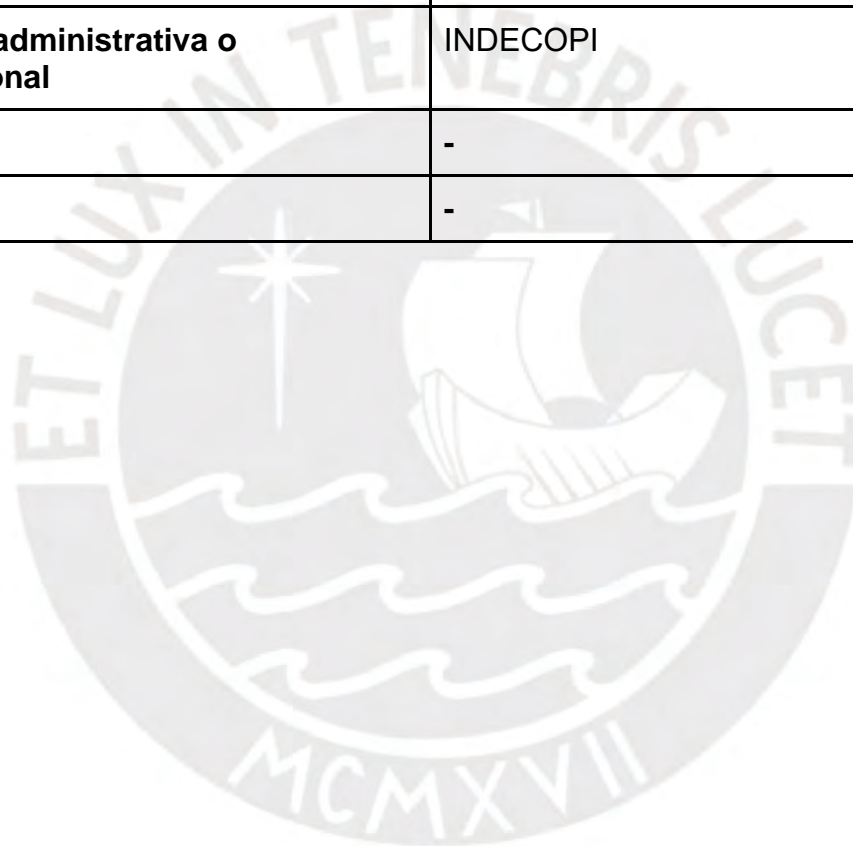 administrativa o
onal
INDECOPI
-
-
ET LUX IN TENEBRIS LUCET
MCMXVII